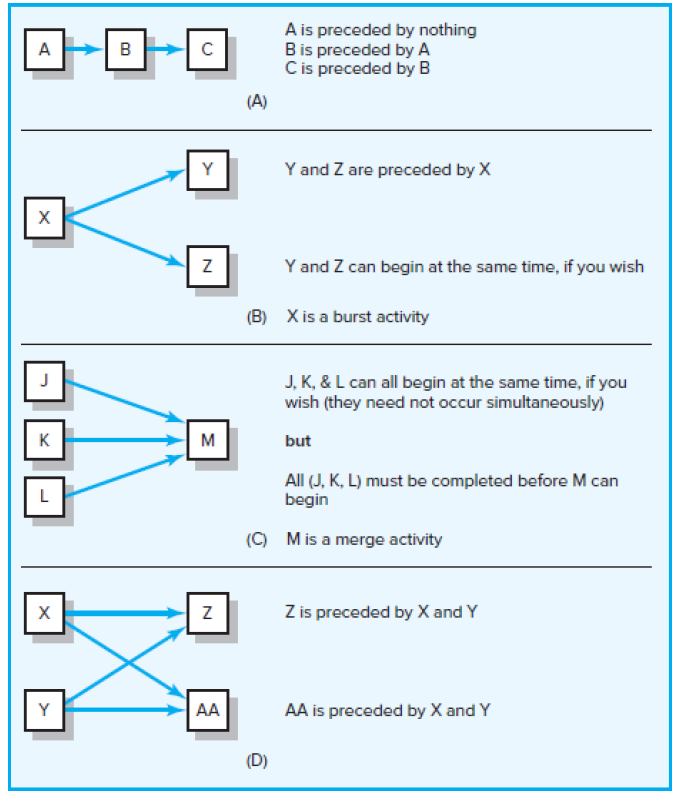 A
B
C
A is preceded by nothing
B is preceded by A
C is preceded by B
(A)
X
Y
Z
Y and Z are preceded by X
Y and Z can begin at the same time, if you wish
(B) X is a burst activity
J
K
L
M
J, K, & L can all begin at the same time, if you
wish (they need not occur simultaneously)
but
All (J, K, L) must be completed before M can
begin
(C) M is a merge activity
X
Z
Z is preceded by X and Y
Y
AA
AA is preceded by X and Y
(D)